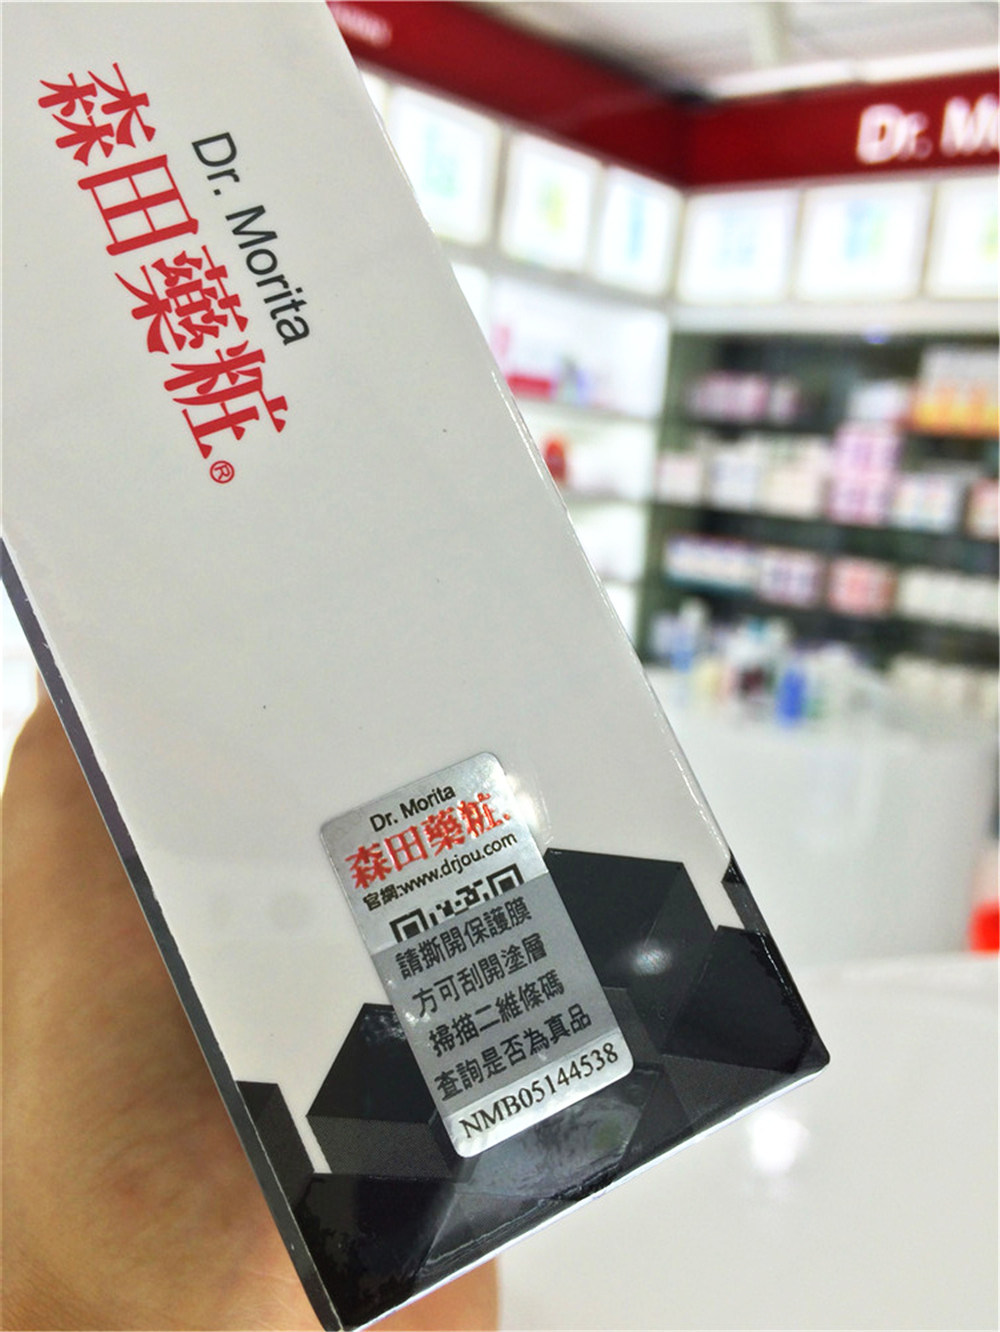 Dr. Morita
森田藥粧®
Dr. Morita
森田藥粧
官網:www.drjou.com
請撕開保護膜
方可刮開塗層
掃描二維條碼
查詢是否為真品
NMB05144538
Dr. M